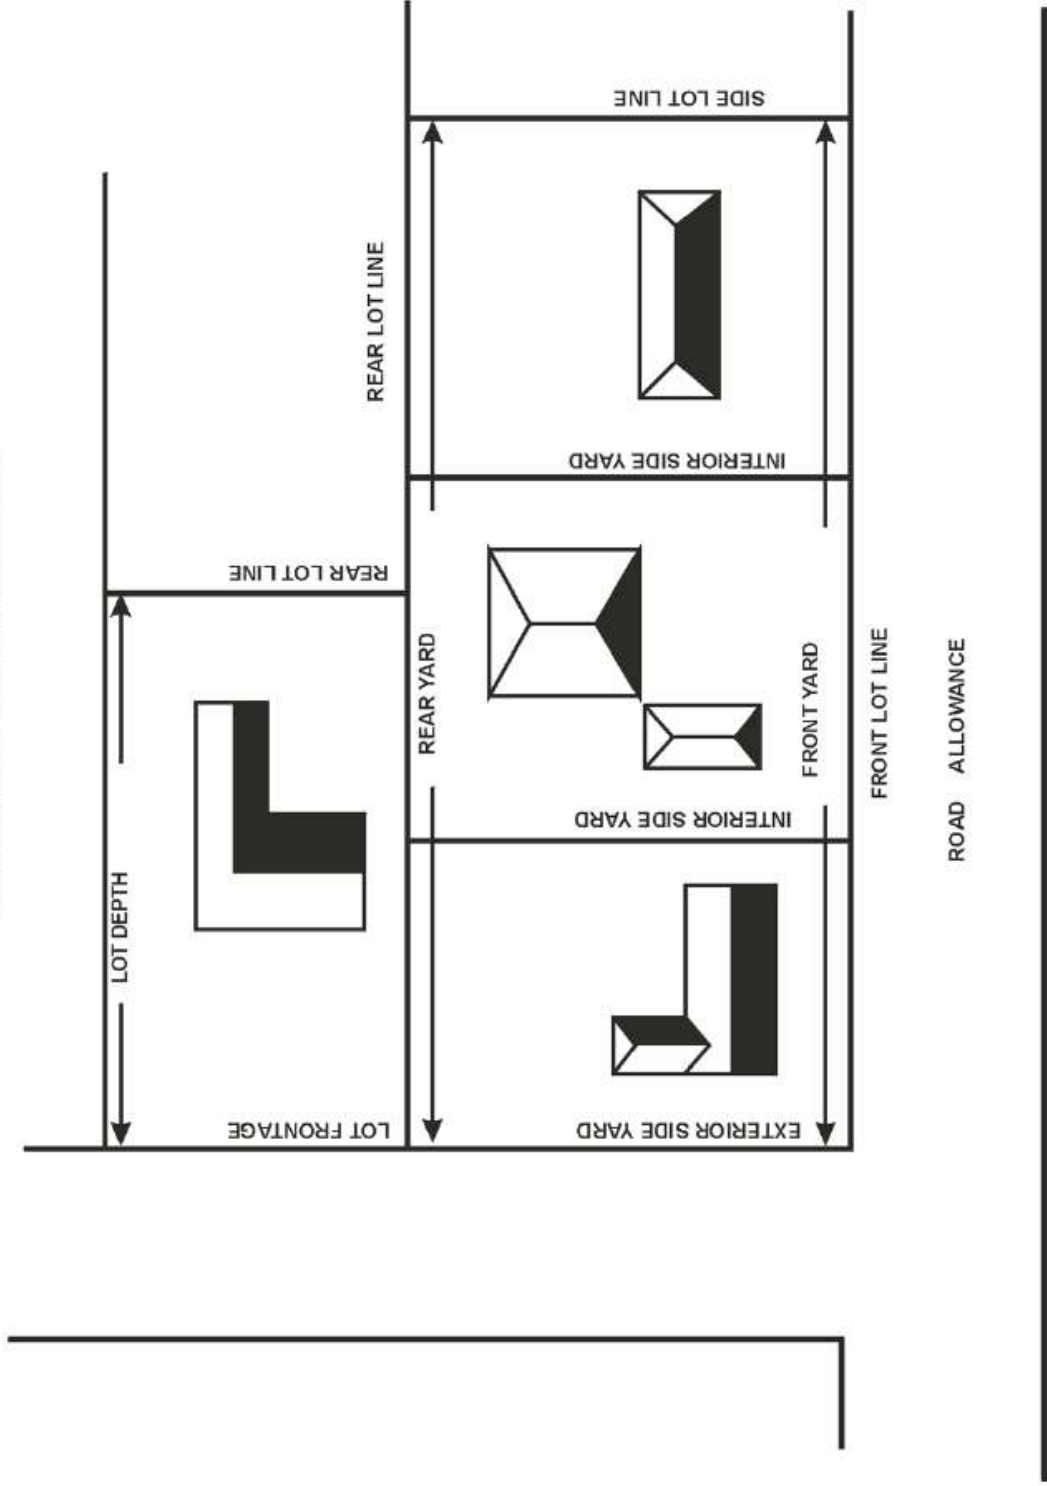 SIDE LOT LINE
REAR LOT LINE
INTERIOR SIDE YARD
REAR LOT LINE
REAR YARD
FRONT YARD
FRONT LOT LINE
ROAD ALLOWANCE
INTERIOR SIDE YARD
LOT DEPTH
LOT FRONTAGE
EXTERIOR SIDE YARD